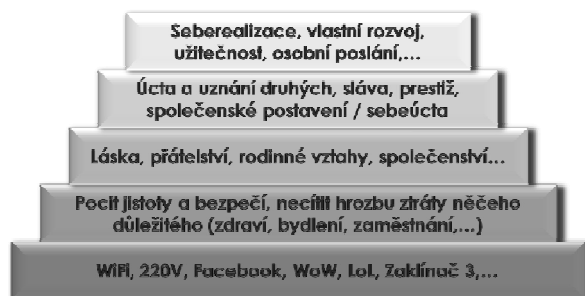 Seberealizace, vlastní rozvoj,
užitečnost, osobní poslání,...
Úcta a uznání druhých, sláva, prestiž,
společenské postavení / sebeúcta
Láska, přátelství, rodinné vztahy, společenství...
Pocit jistoty a bezpečí, necítit hrozbu ztráty něčeho
důležitého (zdraví, bydlení, zaměstnání,...)
WiFi, 220V, Facebook, WoW, LoL, Zaklínač 3,...